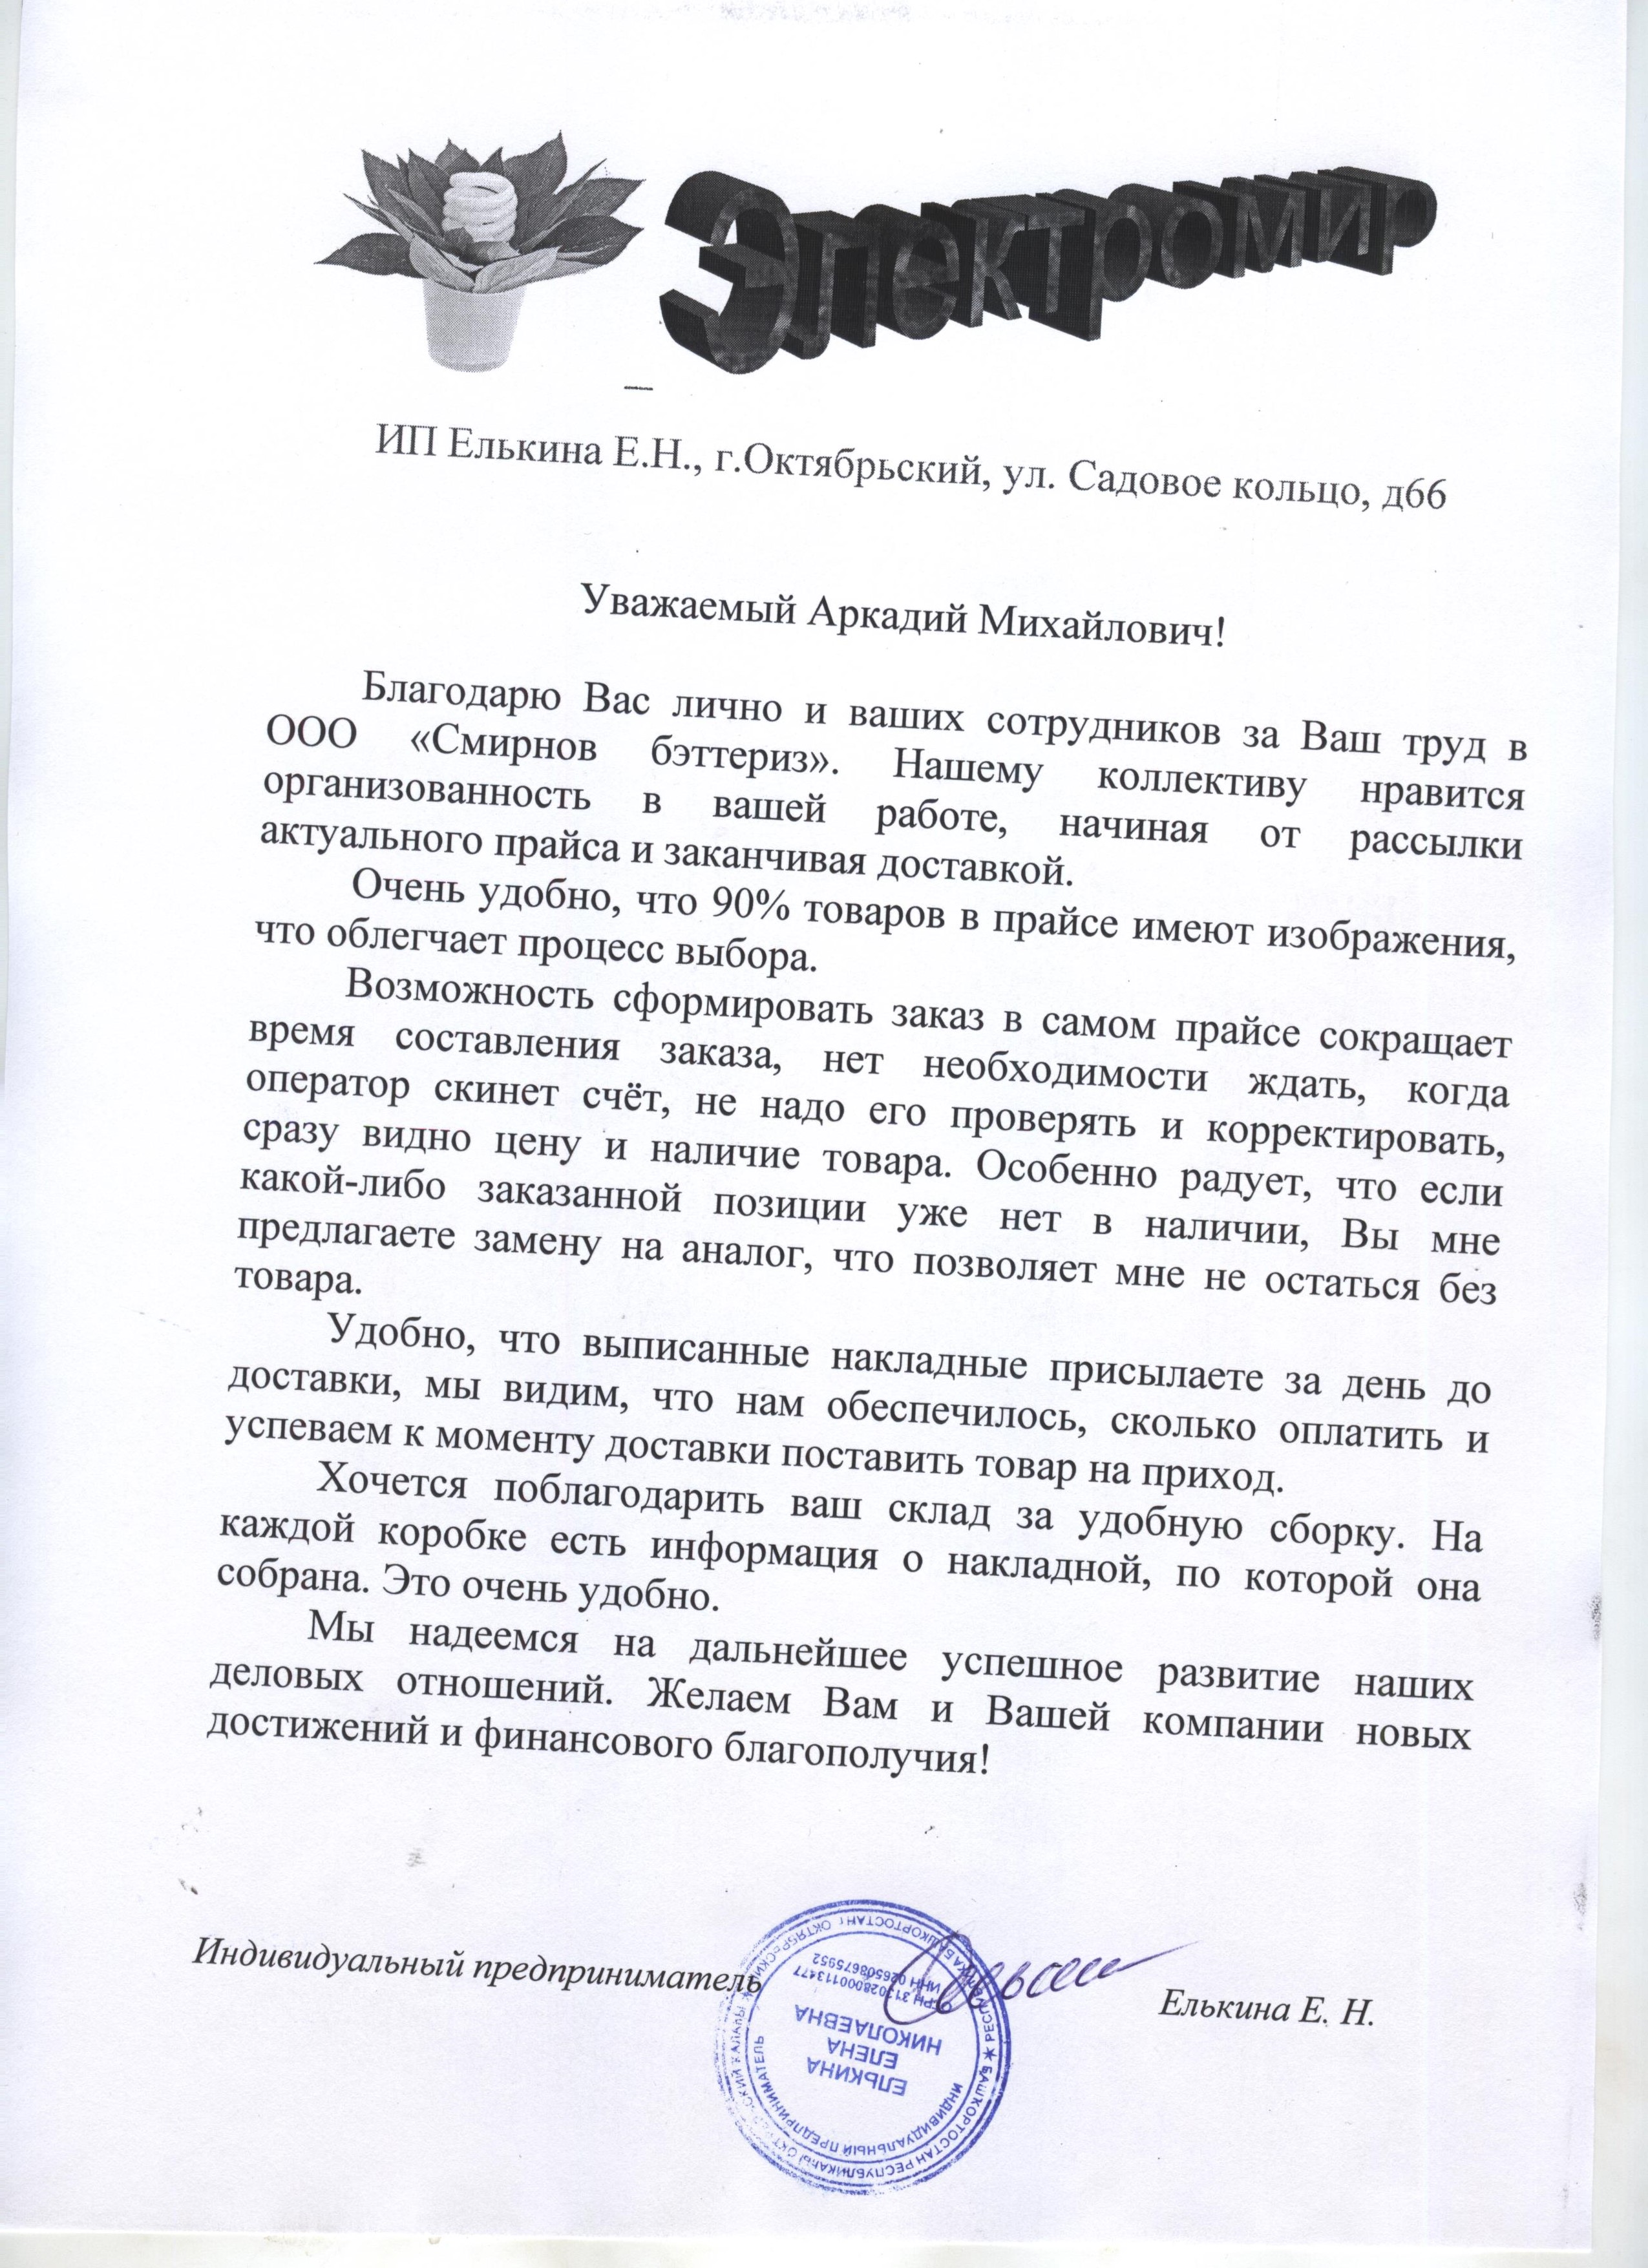 Электромир
ИП Елькина Е.Н., г.Октябрьский, ул. Садовое кольцо, д66
Уважаемый Аркадий Михайлович!
Благодарю Вас лично и ваших сотрудников за Ваш труд в
ООО «Смирнов бэттериз». Нашему коллективу нравится
организованность в вашей работе, начиная от рассылки
актуального прайса и заканчивая доставкой.
Очень удобно, что 90% товаров в прайсе имеют изображения,
что облегчает процесс выбора.
Возможность сформировать заказ в самом прайсе сокращает
время составления заказа, нет необходимости ждать, когда
оператор скинет счёт, не надо его проверять и корректировать,
сразу видно цену и наличие товара. Особенно радует, что если
какой-либо заказанной позиции уже нет в наличии, Вы мне
предлагаете замену на аналог, что позволяет мне не остаться без
товара.
Удобно, что выписанные накладные присылаете за день до
доставки, мы видим, что нам обеспечилось, сколько оплатить и
успеваем к моменту доставки поставить товар на приход.
Хочется поблагодарить ваш склад за удобную сборку. На
каждой коробке есть информация о накладной, по которой она
собрана. Это очень удобно.
Мы надеемся на дальнейшее успешное развитие наших
деловых отношений. Желаем Вам и Вашей компании новых
достижений и финансового благополучия!
Индивидуальный предприниматель
Елькина Е. Н.
БАШКОРТОСТАН РЕСПУБЛИКАҺЫ
ИНДИВИДУАЛЬНЫЙ ПРЕДПРИНИМАТЕЛЬ
ЕЛЬКИНА
ЕЛЕНА
НИКОЛАЕВНА
ИНН 026508675952